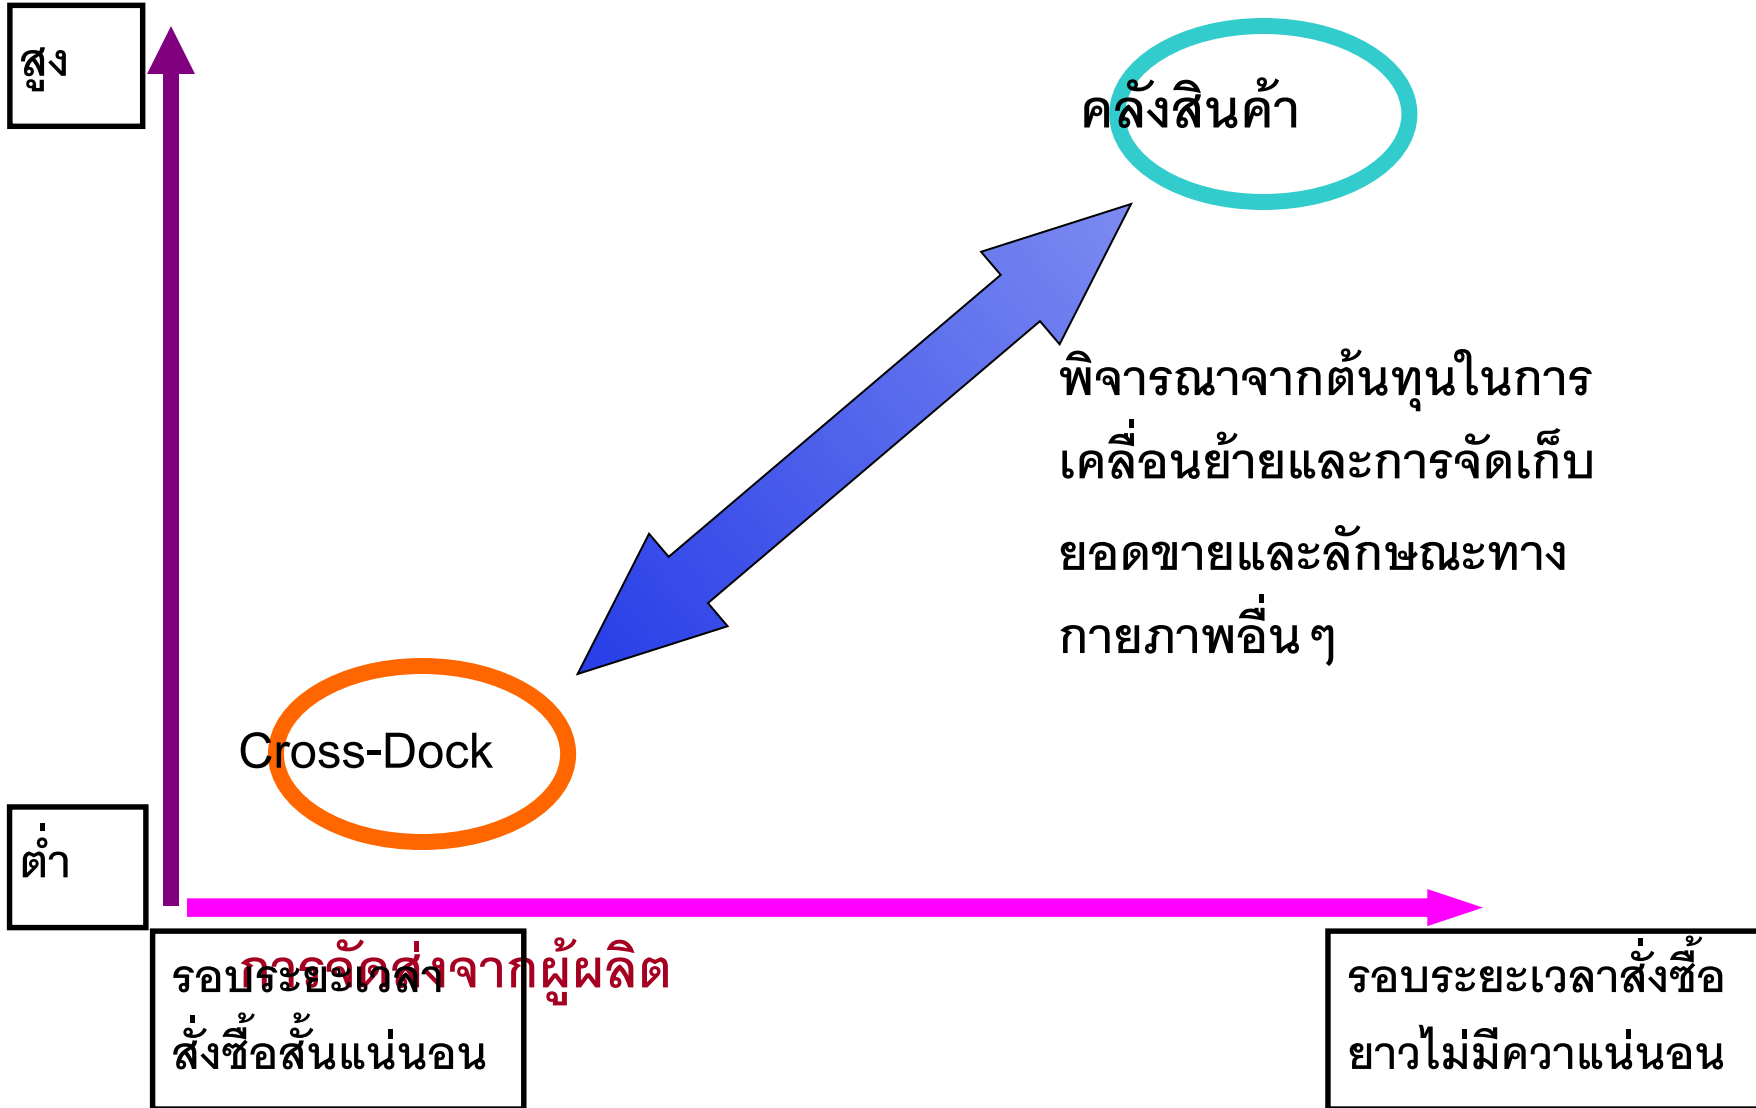 สูง
คลังสินค้า
พิจารณาจากต้นทุนในการ
เคลื่อนย้ายและการจัดเก็บ
ยอดขายและลักษณะทาง
กายภาพอื่น ๆ
Cross-Dock
ต่ำ
การจัดส่งจากผู้ผลิต
รอบระยะเวลา
สั่งซื้อสั้นแน่นอน
รอบระยะเวลาสั่งซื้อ
ยาวไม่มีควาแน่นอน